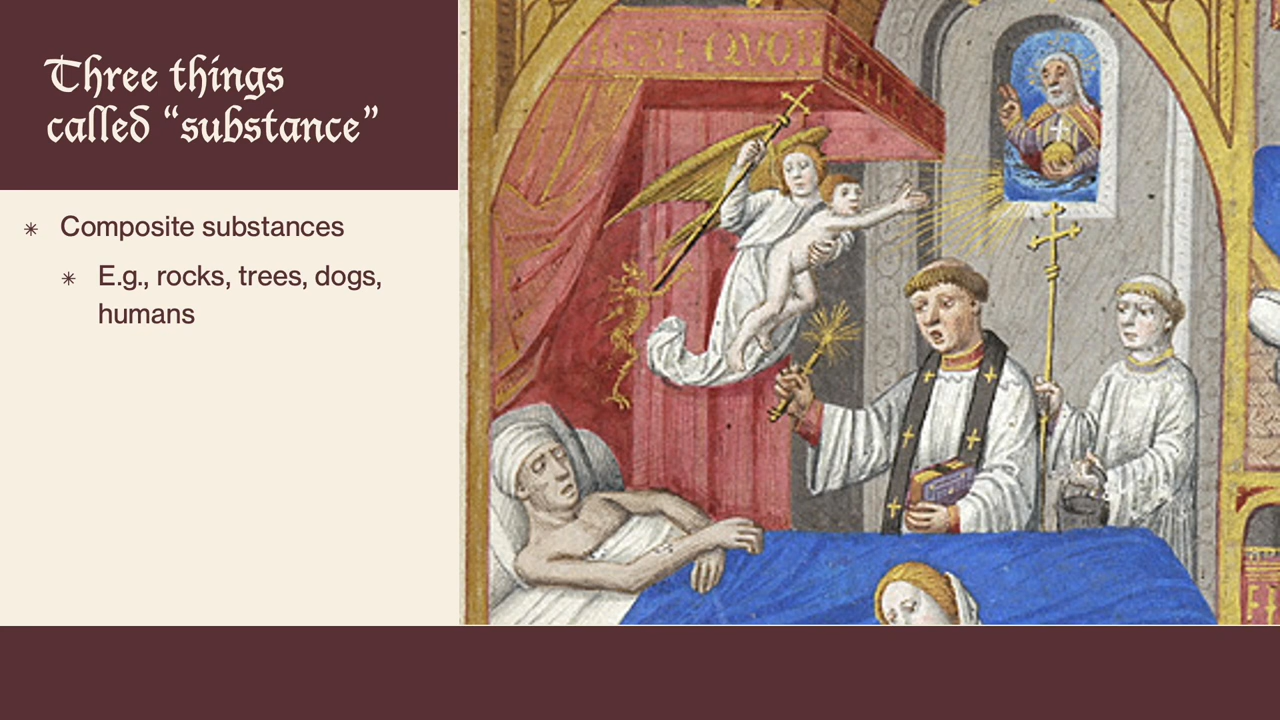 Three things
called “substance”
Composite substances
E.g., rocks, trees, dogs,
humans